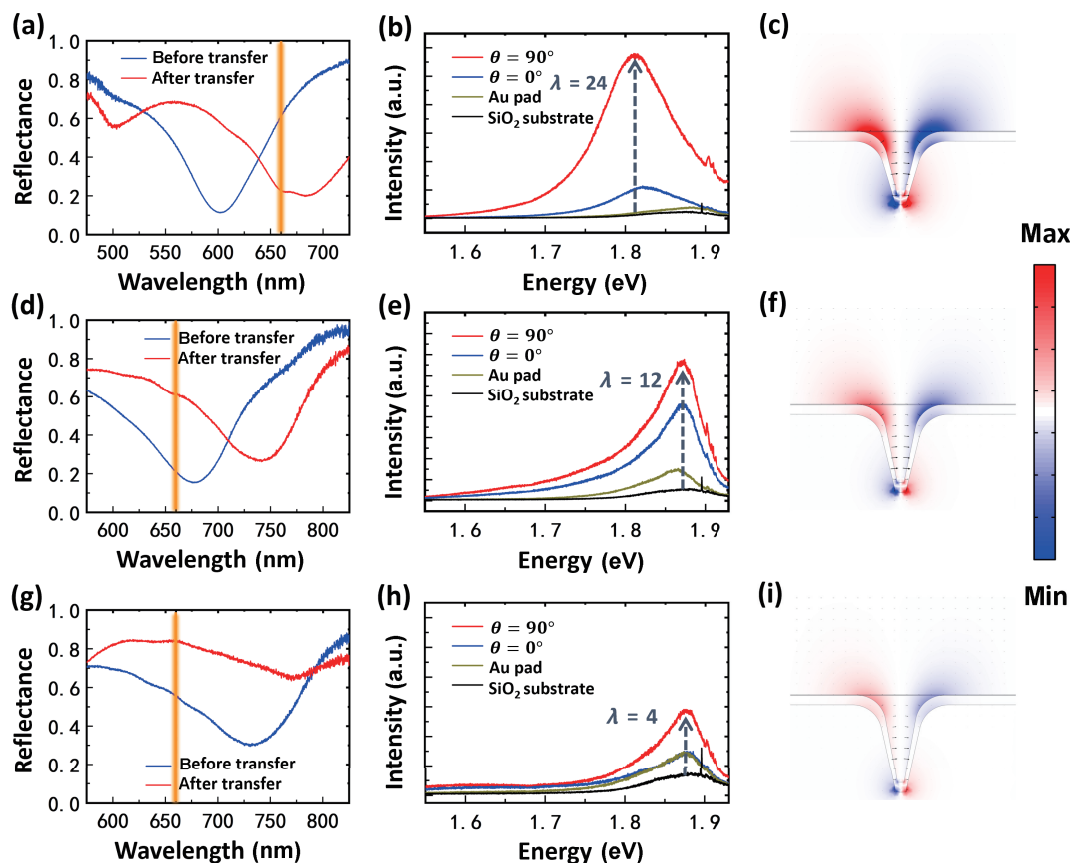 (a)
1.0
0.8
0.6
0.4
0.2
0.0
Reflectance
Before transfer
After transfer
500 550 600 650 700
Wavelength (nm)
(b)
Intensity (a.u.)
θ = 90°
θ = 0°
Au pad
SiO2 substrate
λ = 24
1.6 1.7 1.8 1.9
Energy (eV)
(c)
(d)
1.0
0.8
0.6
0.4
0.2
0.0
Reflectance
Before transfer
After transfer
600 650 700 750 800
Wavelength (nm)
(e)
Intensity (a.u.)
θ = 90°
θ = 0°
Au pad
SiO2 substrate
λ = 12
1.6 1.7 1.8 1.9
Energy (eV)
(f)
Max
Min
(g)
1.0
0.8
0.6
0.4
0.2
0.0
Reflectance
Before transfer
After transfer
600 650 700 750 800
Wavelength (nm)
(h)
Intensity (a.u.)
θ = 90°
θ = 0°
Au pad
SiO2 substrate
λ = 4
1.6 1.7 1.8 1.9
Energy (eV)
(i)